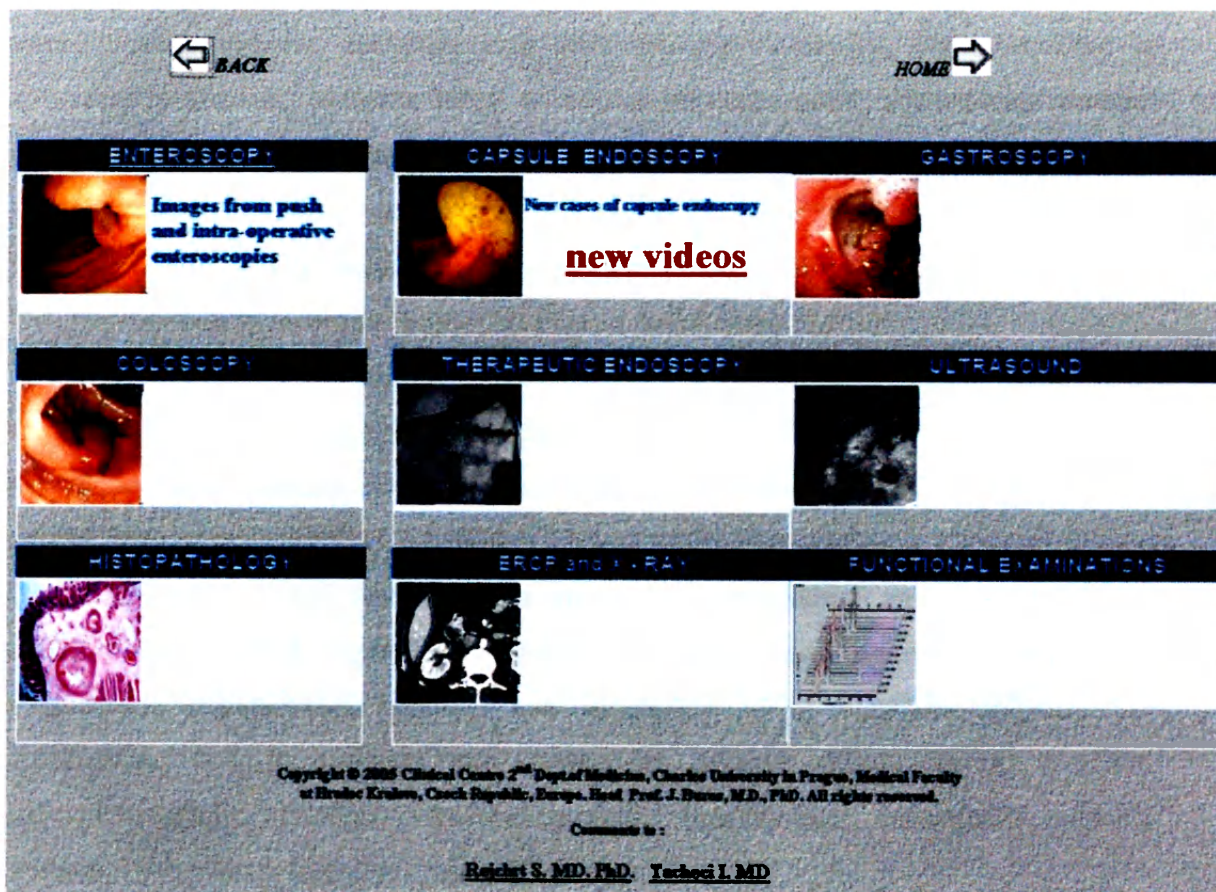 BACK
HOME
ENTEROSCOPY
Images from push
and intra-operative
enteroscopies
CAPSULE ENDOSCOPY
New cases of capsule endoscopy
new videos
GASTROSCOPY
COLOSCOPY
THERAPEUTIC ENDOSCOPY
ULTRASOUND
HISTOPATHOLOGY
ERCP and X - RAY
FUNCTIONAL EXAMINATIONS
Copyright © 2005 Clinical Centre 2nd Dept.of Medicine, Charles University in Prague, Medical Faculty
at Hradec Kralove, Czech Republic, Europe. Head Prof. J. Bures, M.D., PhD. All rights reserved.
Comments to :
Rejchrt S. MD. PhD. I. MD